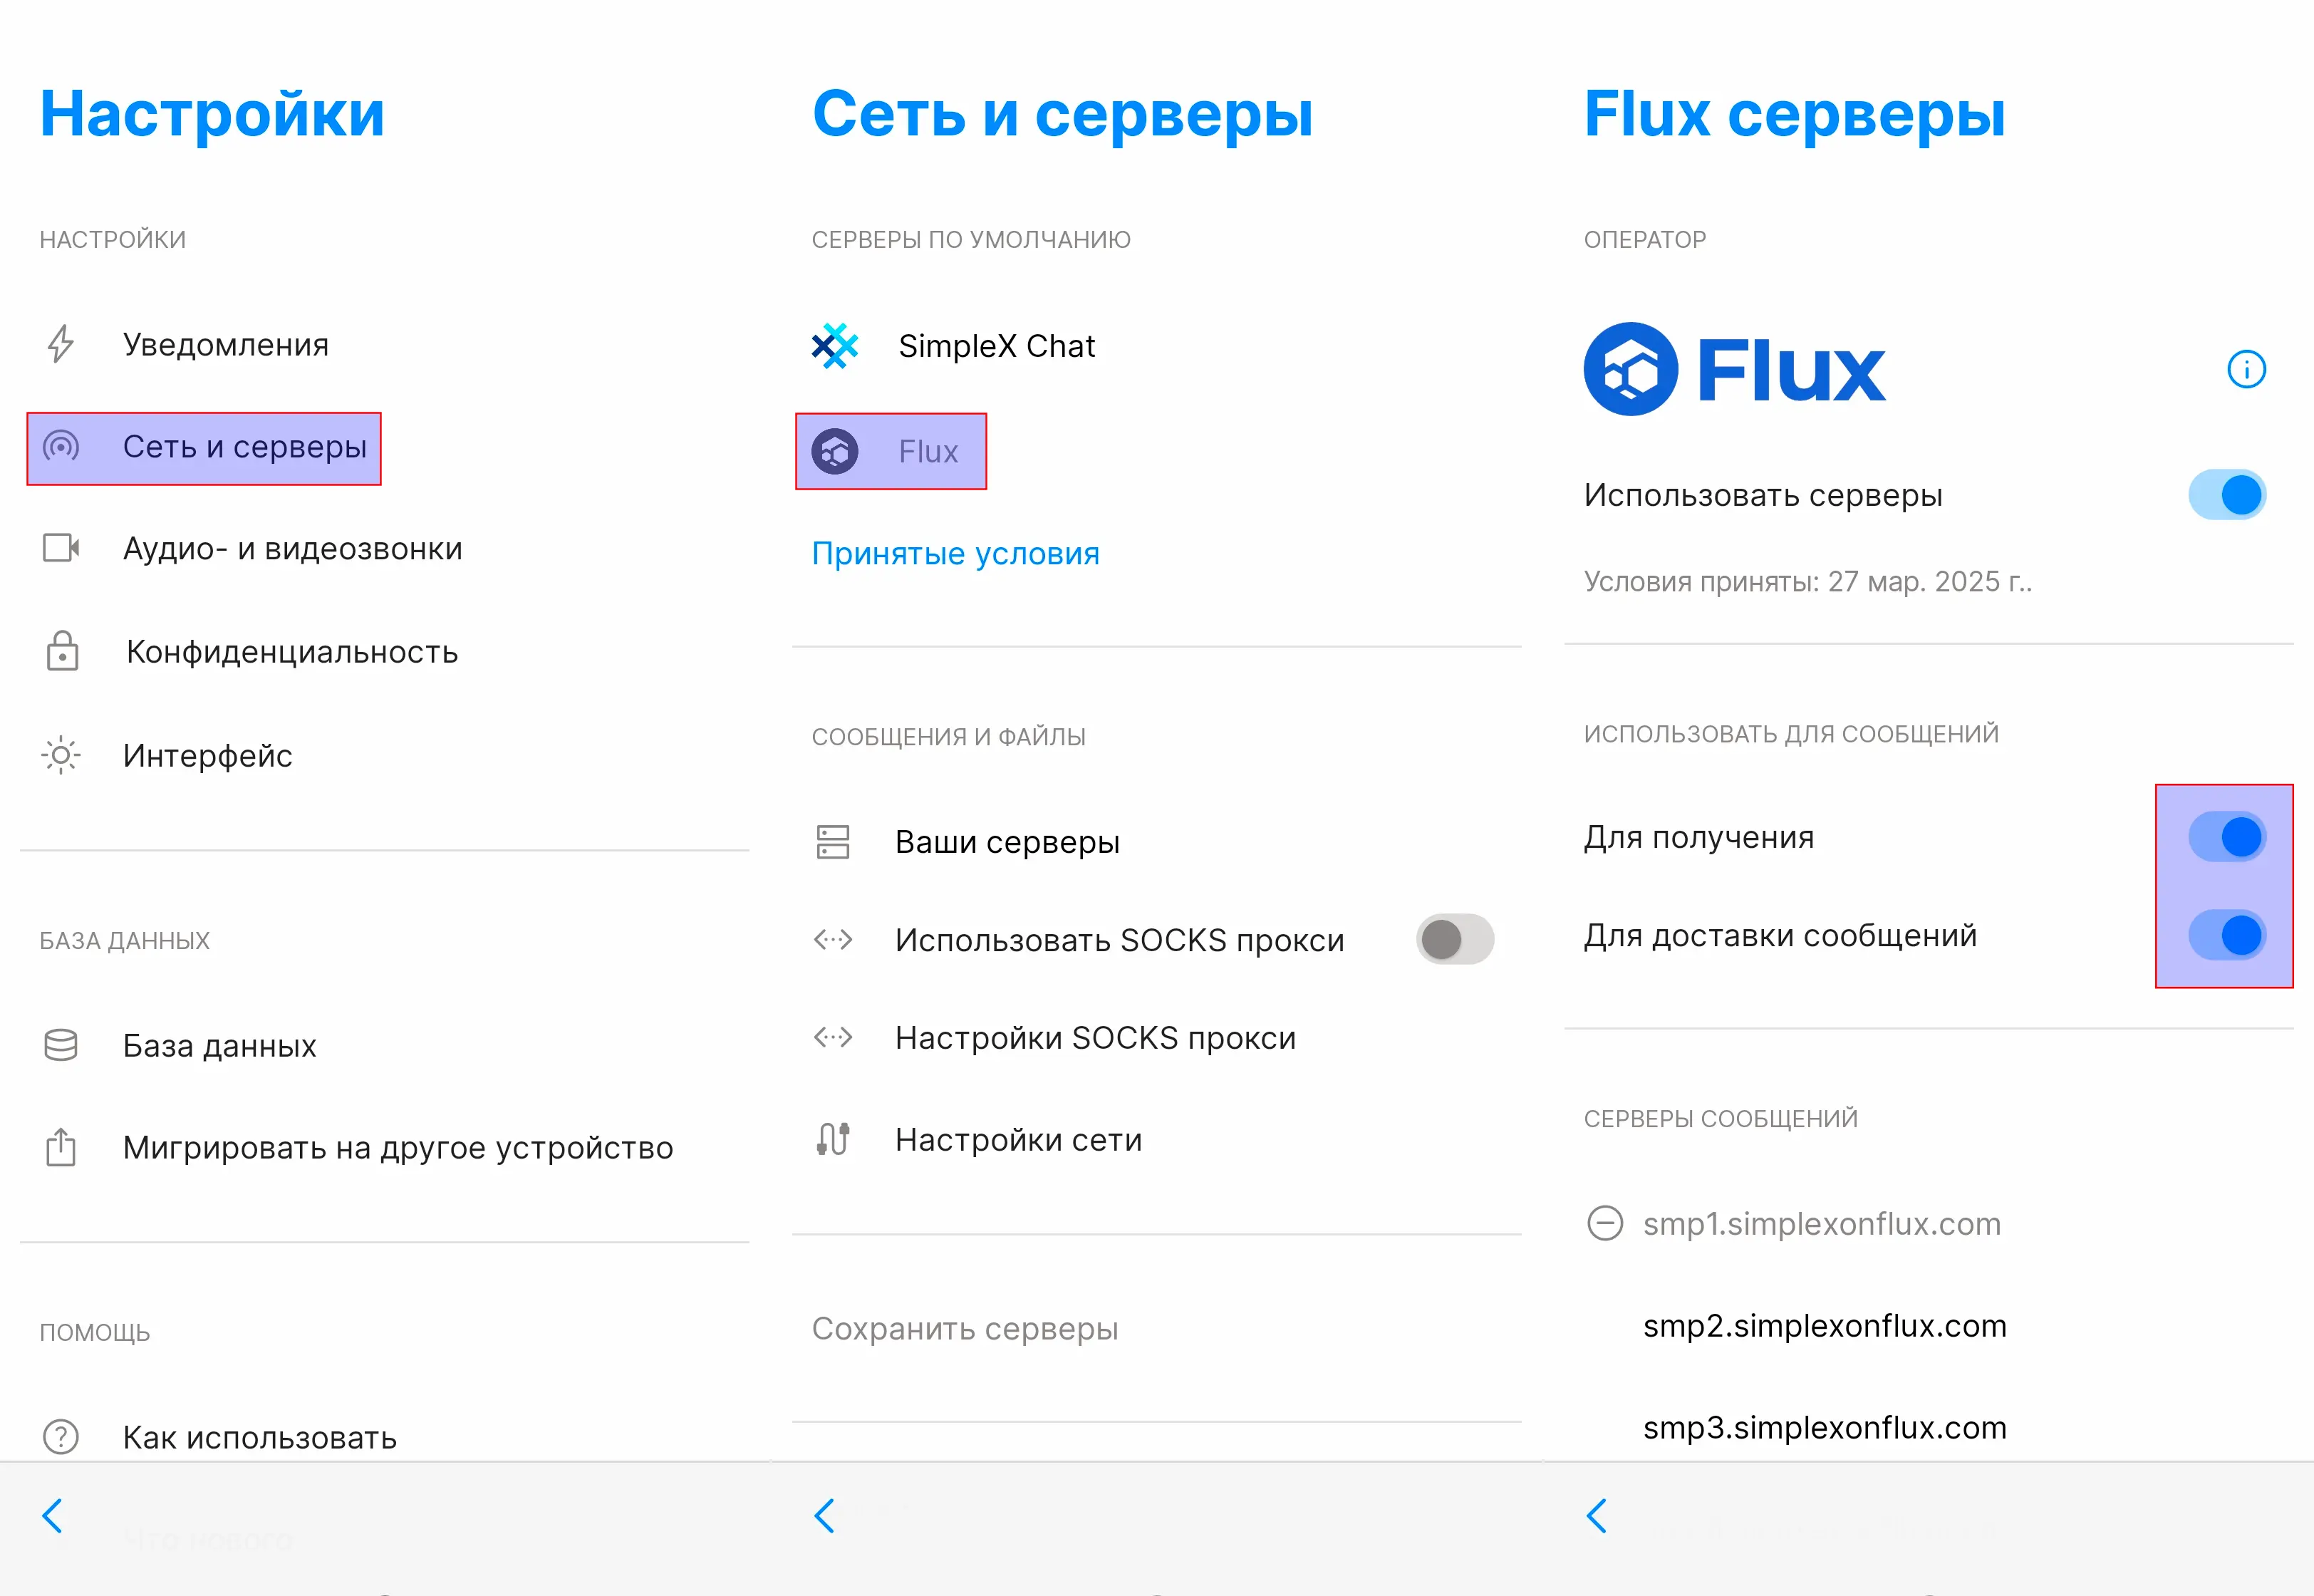 Настройки
НАСТРОЙКИ
Уведомления
Сеть и серверы
Аудио- и видеозвонки
Конфиденциальность
Интерфейс
БАЗА ДАННЫХ
База данных
Мигрировать на другое устройство
ПОМОЩЬ
Как использовать
Что нового
Сеть и серверы
СЕРВЕРЫ ПО УМОЛЧАНИЮ
SimpleX Chat
Flux
Принятые условия
СООБЩЕНИЯ И ФАЙЛЫ
Ваши серверы
Использовать SOCKS прокси
Настройки SOCKS прокси
Настройки сети
Сохранить серверы
Flux серверы
ОПЕРАТОР
Flux
Использовать серверы
Условия приняты: 27 мар. 2025 г..
ИСПОЛЬЗОВАТЬ ДЛЯ СООБЩЕНИЙ
Для получения
Для доставки сообщений
СЕРВЕРЫ СООБЩЕНИЙ
smp1.simplexonflux.com
smp2.simplexonflux.com
smp3.simplexonflux.com